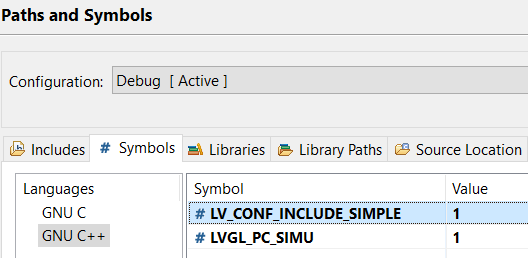 Paths and Symbols
Configuration: Debug [ Active ]
Includes # Symbols Libraries Library Paths Source Location
Languages Symbol Value
GNU C # LV_CONF_INCLUDE_SIMPLE 1
GNU C++ # LVGL_PC_SIMU 1